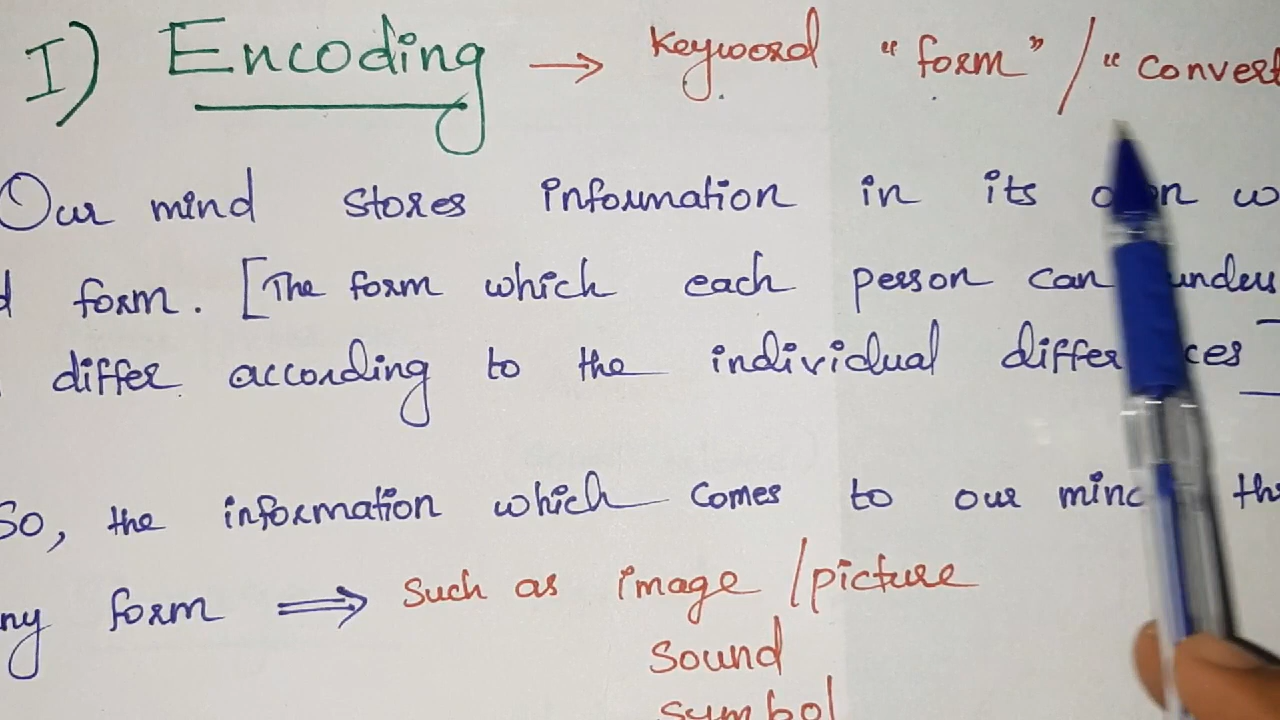 I) Encoding → Keyword "form" / "convert
Our mind stores information in its own w
d form. [The form which each person can unders
differ according to the individual differences]
So, the information which comes to our mind th
ny form ⇒ such as image / picture
sound
symbol